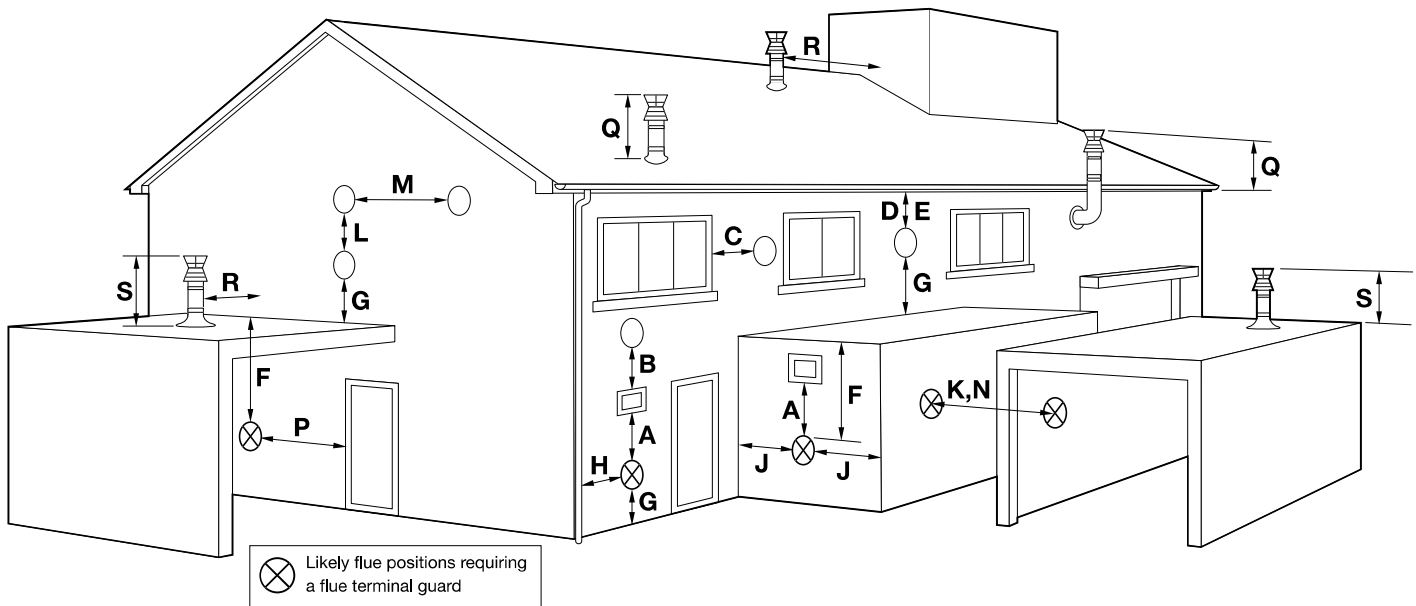 R
Q
Q
M
D E
C
L
S
R
G
G
S
B
F
F
K,N
A
A
P
H
J
J
G
Likely flue positions requiring
a flue terminal guard